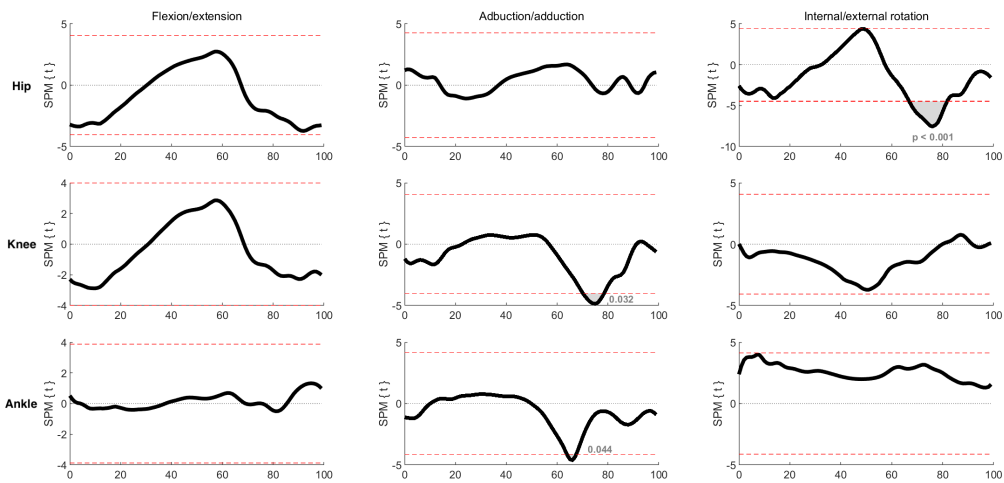 Flexion/extension
Adbuction/adduction
Internal/external rotation
Hip
SPM { t }
5
0
-5
0 20 40 60 80 100
SPM { t }
5
0
-5
0 20 40 60 80 100
SPM { t }
5
0
-5
-10
p < 0.001
0 20 40 60 80 100
Knee
SPM { t }
4
2
0
-2
-4
0 20 40 60 80 100
SPM { t }
5
0
-5
0.032
0 20 40 60 80 100
SPM { t }
5
0
-5
0 20 40 60 80 100
Ankle
SPM { t }
4
2
0
-2
-4
0 20 40 60 80 100
SPM { t }
5
0
-5
0.044
0 20 40 60 80 100
SPM { t }
5
0
-5
0 20 40 60 80 100